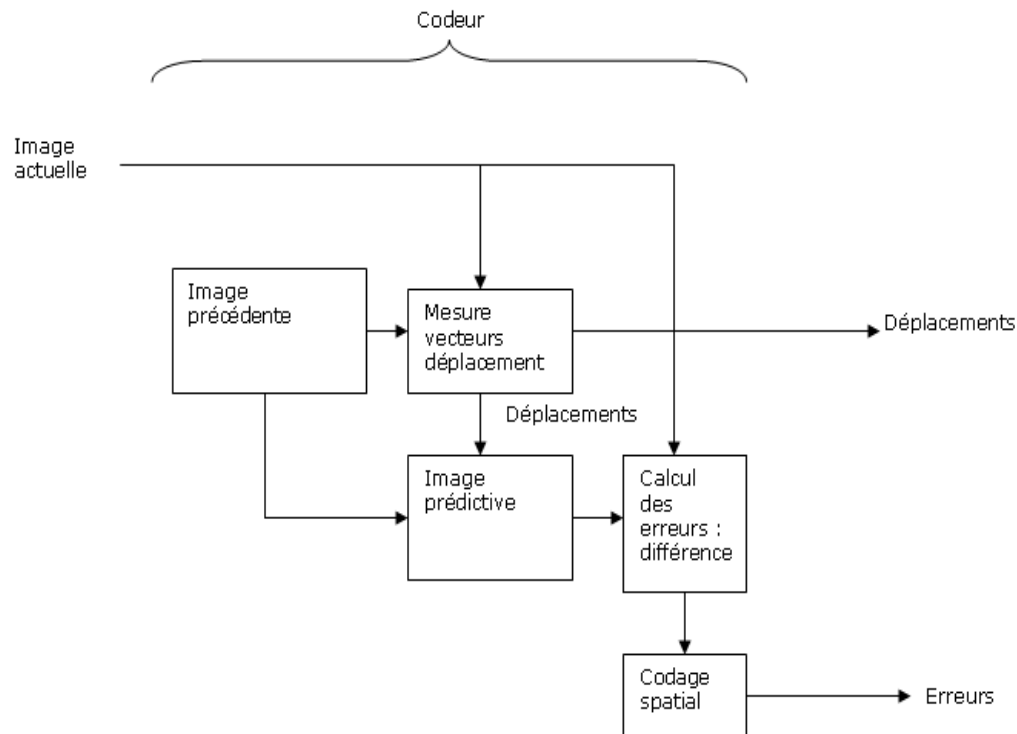 Codeur
Image
actuelle
Image
précédente
Mesure
vecteurs
déplacement
Déplacements
Déplacements
Image
prédictive
Calcul
des
erreurs :
différence
Codage
spatial
Erreurs